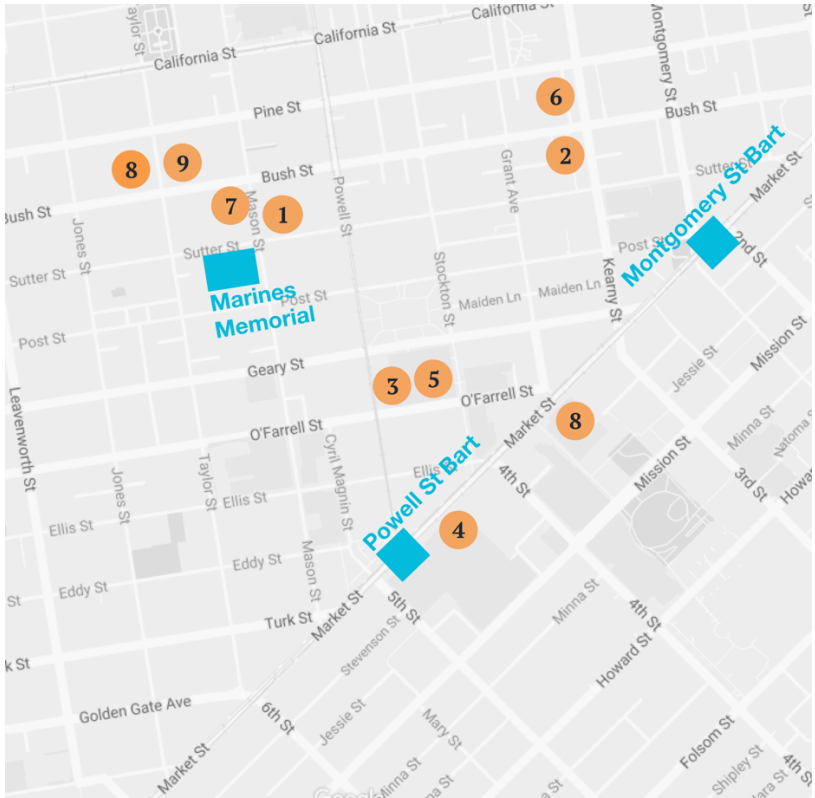 California St
California St
California St
Taylor St
Montgomery St
Pine St
6
Bush St
2
8
9
Bush St
Grant Ave
Sutter St
Montgomery St Bart
Market St
Bush St
7
Mason St
1
Powell St
Jones St
Sutter St
Post St
2nd St
Sutter St
Stockton St
Kearny St
Marines
Memorial
Post St
Maiden Ln
Maiden Ln
Post St
Geary St
Mission St
Jessie St
3
5
O'Farrell St
Market St
8
Minna St
Natoma
Leavenworth St
O'Farrell St
Cyril Magnin St
Ellis
Powell St Bart
4th St
Mission St
3rd St
Howa
Jones St
Taylor St
Ellis St
Ellis St
4
Eddy St
Eddy St
Mason St
St
5th St
Minna St
4th St
Turk St
Market St
Stevenson St
Howard St
k St
Golden Gate Ave
6th St
Jessie St
Mary St
Folsom St
4th St
Market St
Minna St
St
St
Shipley St
Google